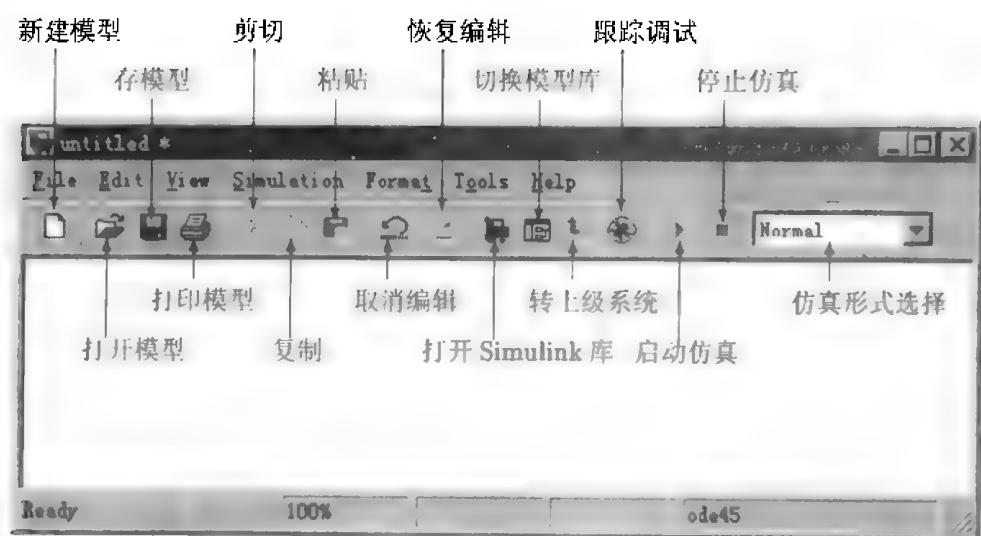 新建模型 剪切 恢复编辑 跟踪调试
存模型 粘贴 切换模型库 停止仿真
untitled *
File Edit View Simulation Format Tools Help
Normal
打印模型 取消编辑 转上级系统 仿真形式选择
打开模型 复制 打开 Simulink 库 启动仿真
Ready 100% ode45